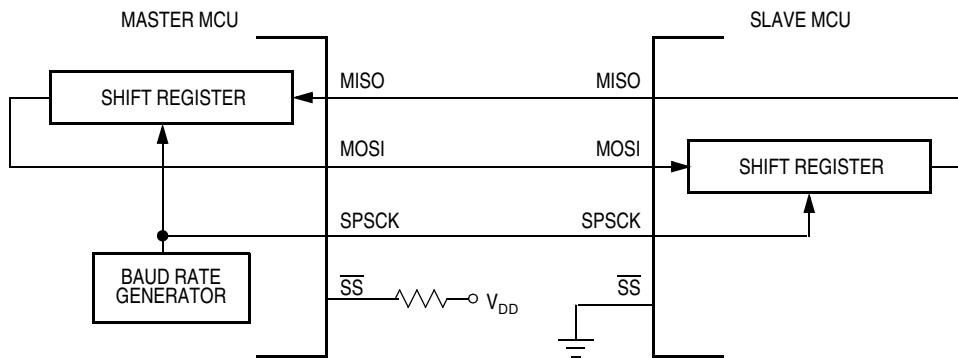 MASTER MCU
SLAVE MCU
SHIFT REGISTER
MISO
MISO
MOSI
MOSI
SHIFT REGISTER
SPSCK
SPSCK
BAUD RATE
GENERATOR
SS
VDD
SS